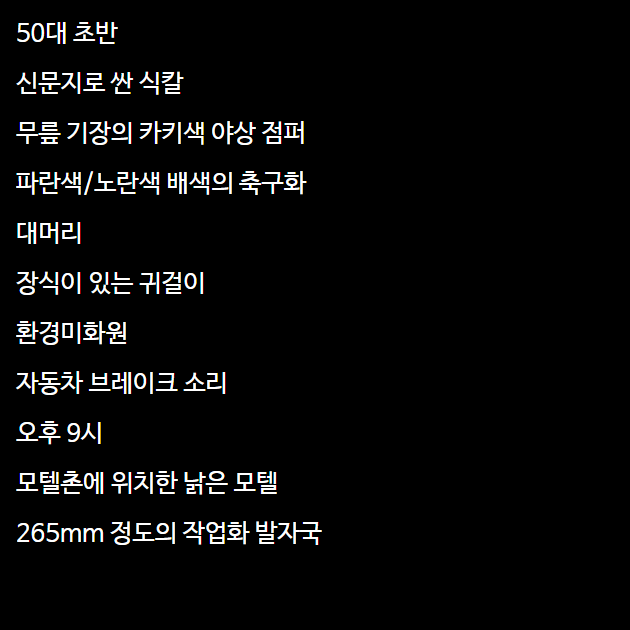 50대 초반
신문지로 싼 식칼
무릎 기장의 카키색 야상 점퍼
파란색/노란색 배색의 축구화
대머리
장식이 있는 귀걸이
환경미화원
자동차 브레이크 소리
오후 9시
모텔촌에 위치한 낡은 모텔
265mm 정도의 작업화 발자국